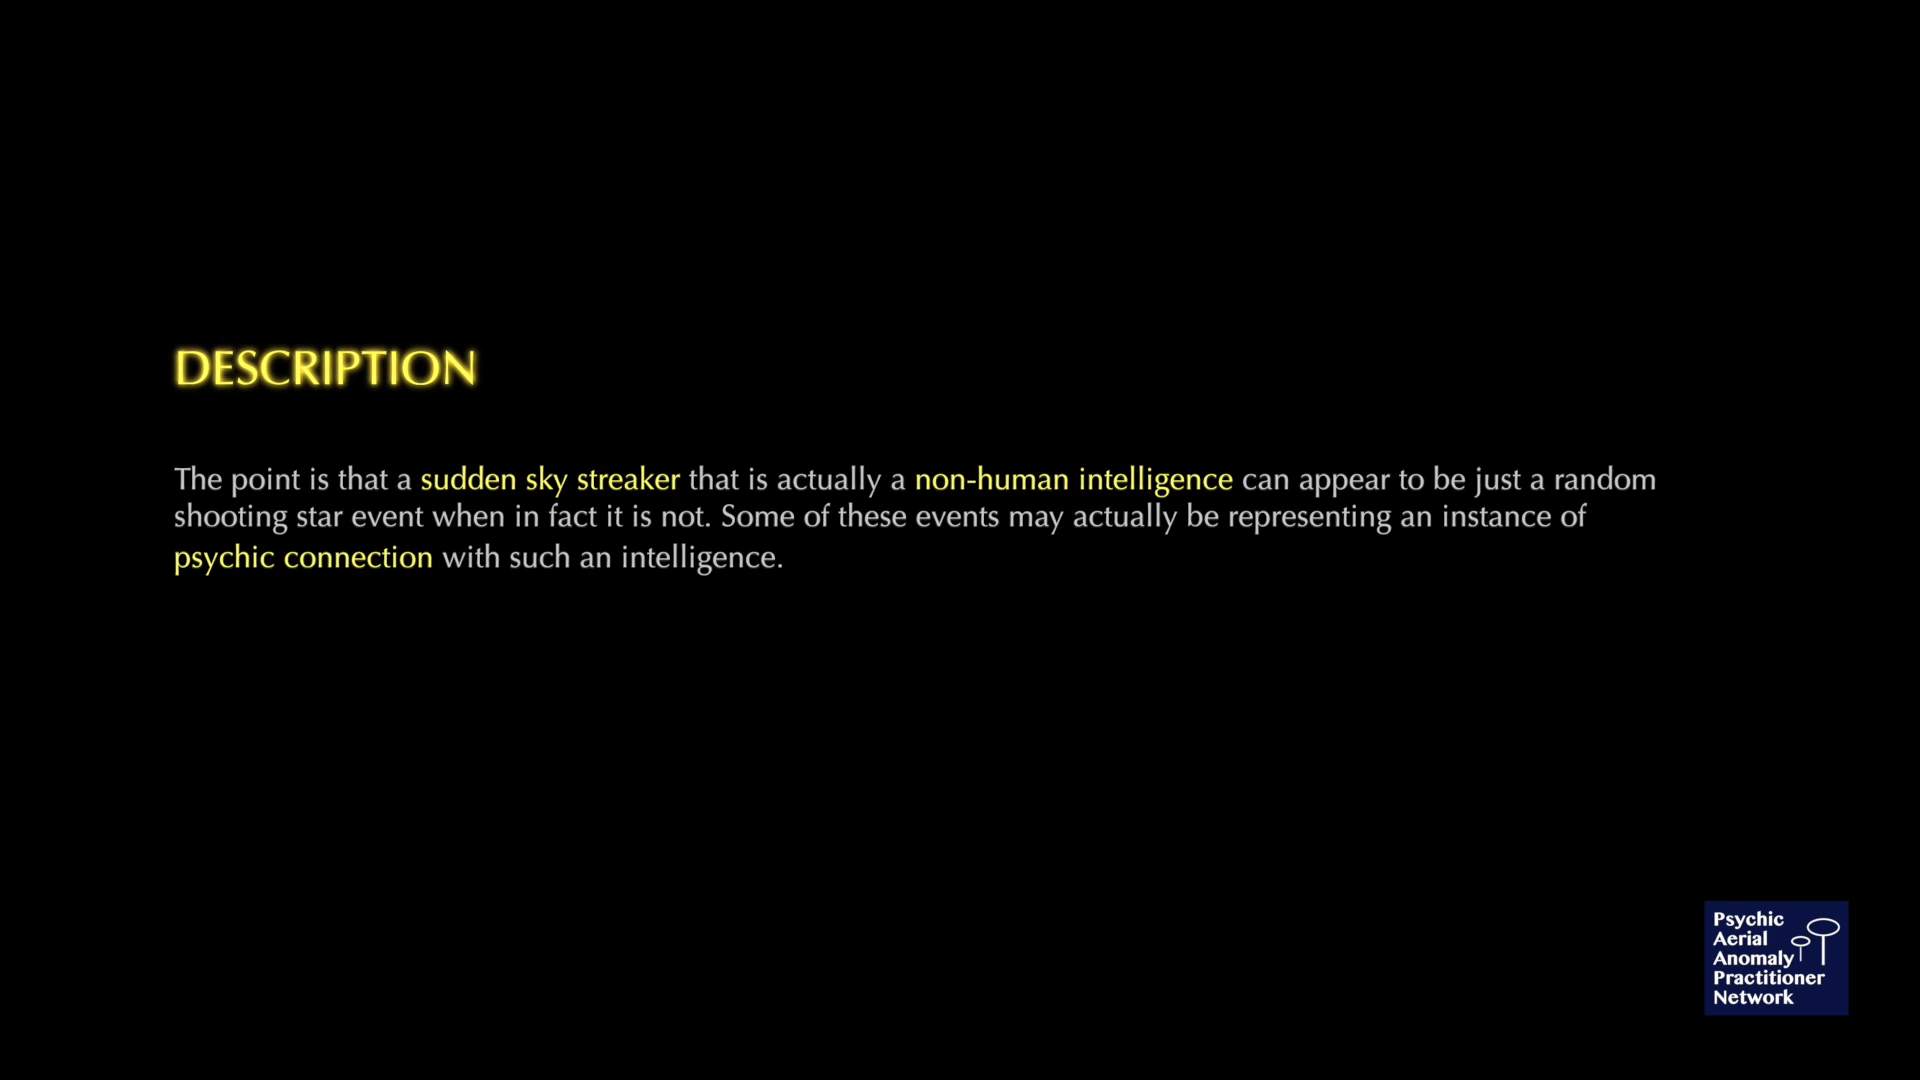 DESCRIPTION
The point is that a sudden sky streaker that is actually a non-human intelligence can appear to be just a random
shooting star event when in fact it is not. Some of these events may actually be representing an instance of
psychic connection with such an intelligence.
Psychic
Aerial
Anomaly
Practitioner
Network